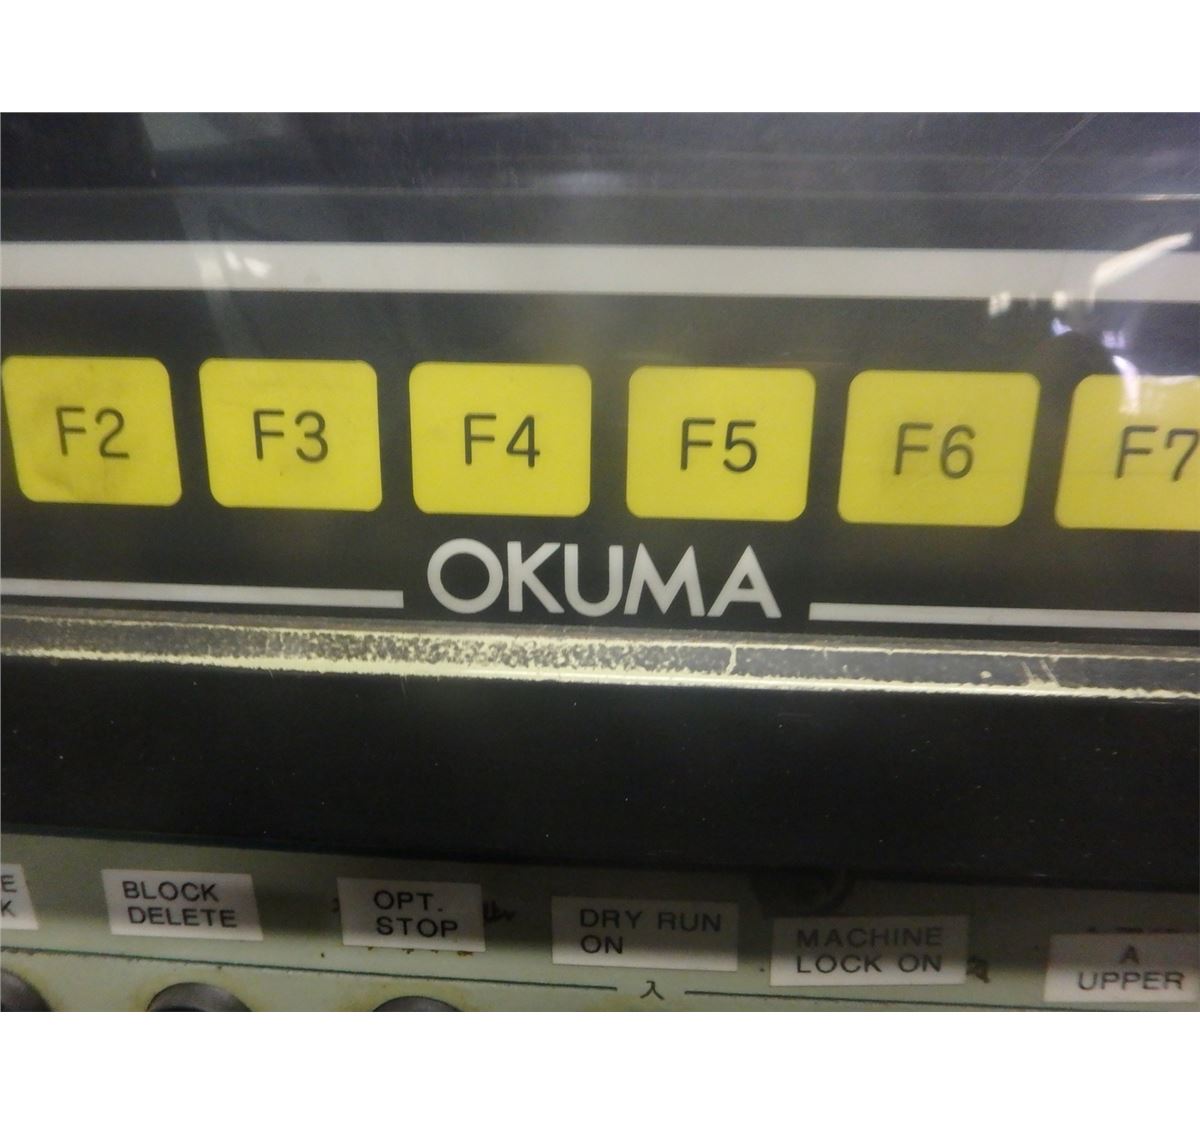 F2 F3 F4 F5 F6 F7
OKUMA
BLOCK
DELETE
OPT.
STOP
DRY RUN
ON
MACHINE
LOCK ON
A
UPPER
入